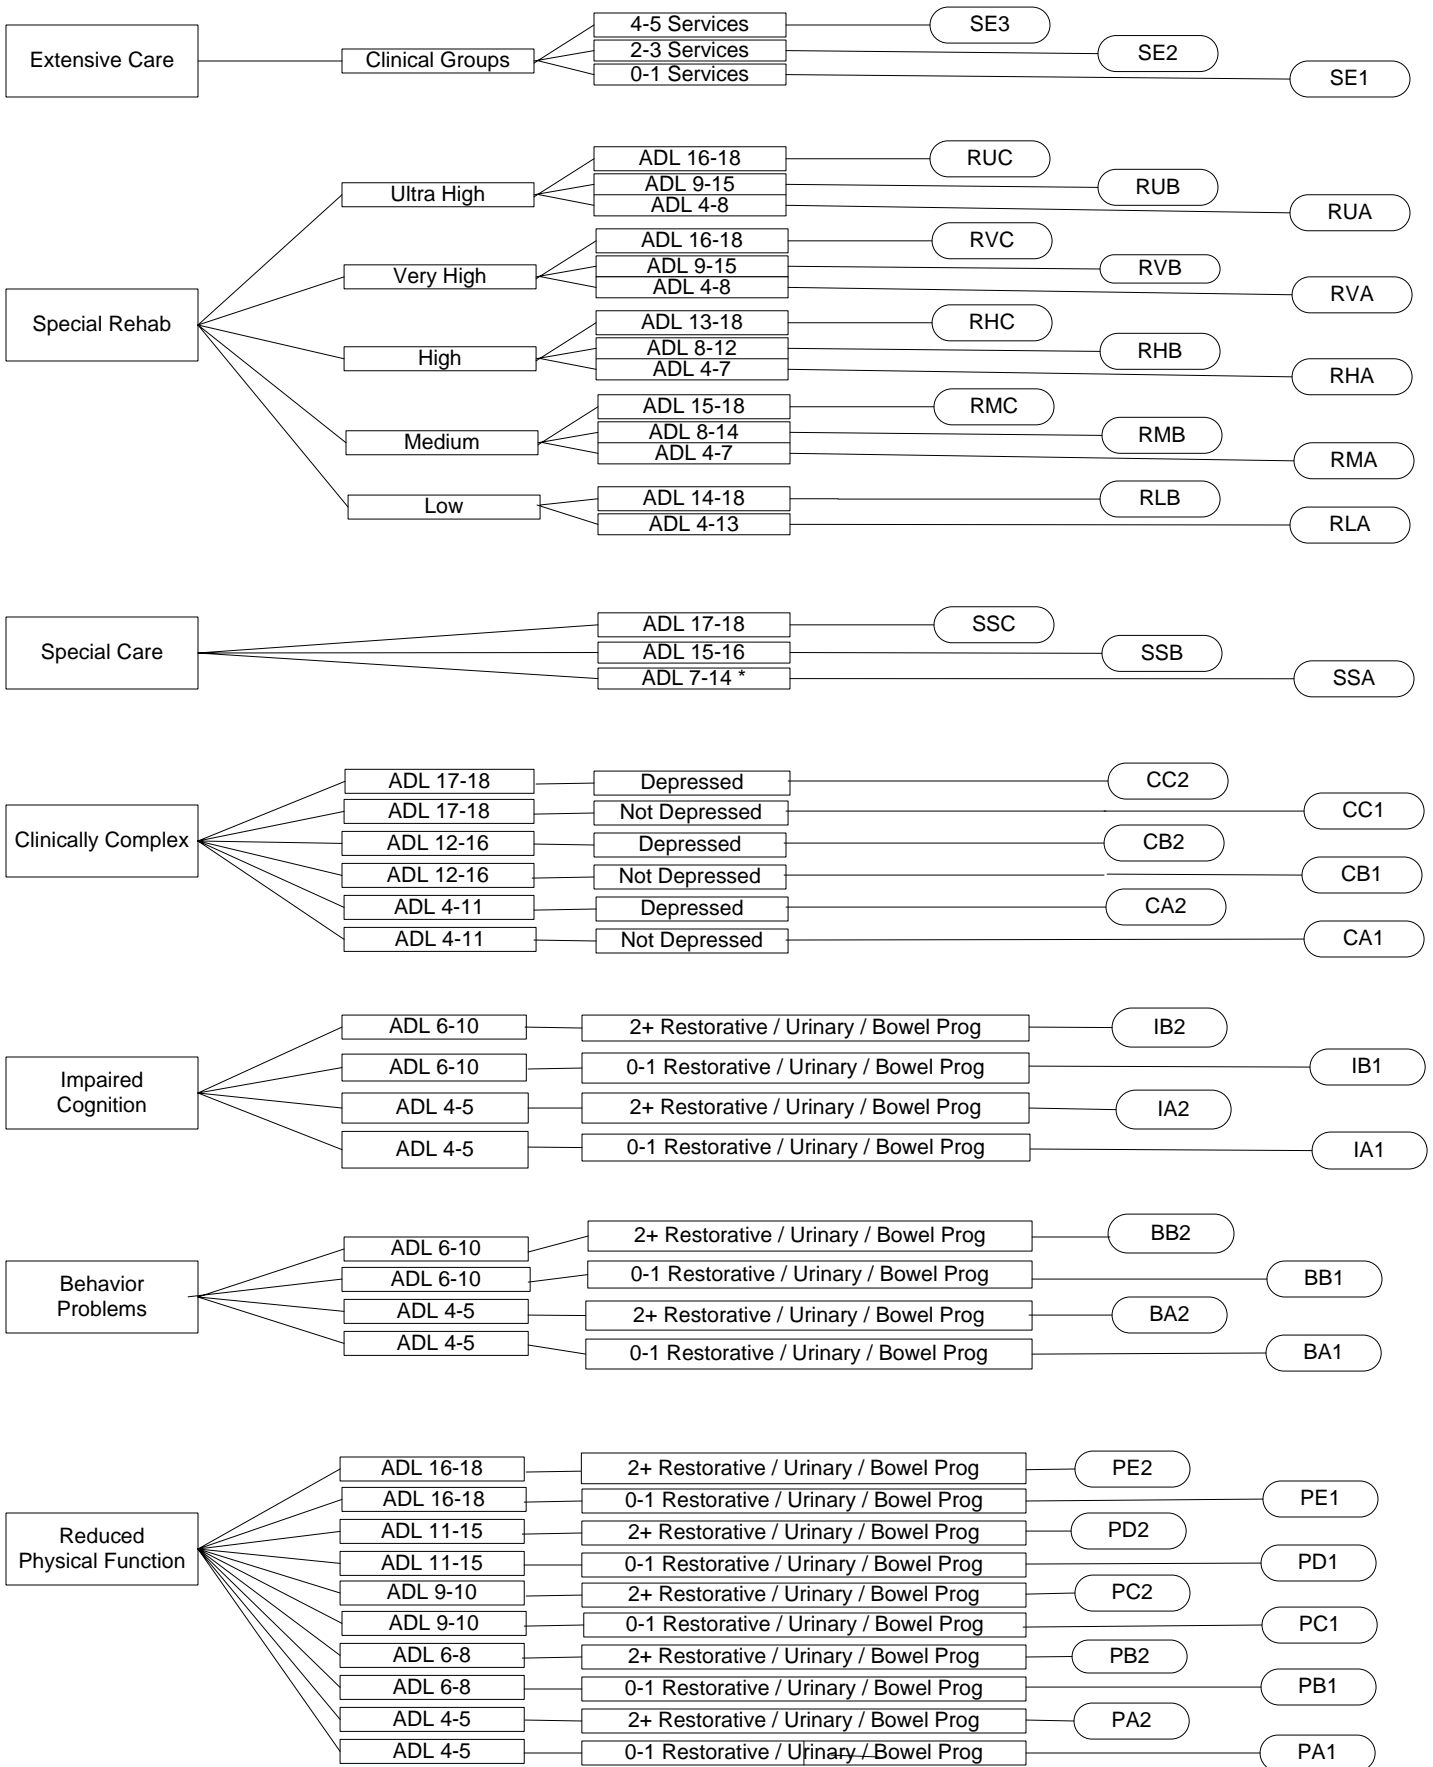 4-5 Services SE3
Extensive Care Clinical Groups 2-3 Services SE2
0-1 Services SE1
ADL 16-18 RUC
Ultra High ADL 9-15 RUB
ADL 4-8 RUA
ADL 16-18 RVC
Very High ADL 9-15 RVB
ADL 4-8 RVA
Special Rehab ADL 13-18 RHC
High ADL 8-12 RHB
ADL 4-7 RHA
ADL 15-18 RMC
Medium ADL 8-14 RMB
ADL 4-7 RMA
Low ADL 14-18 RLB
ADL 4-13 RLA
ADL 17-18 SSC
Special Care ADL 15-16 SSB
ADL 7-14 * SSA
ADL 17-18 Depressed CC2
ADL 17-18 Not Depressed CC1
Clinically Complex ADL 12-16 Depressed CB2
ADL 12-16 Not Depressed CB1
ADL 4-11 Depressed CA2
ADL 4-11 Not Depressed CA1
ADL 6-10 2+ Restorative / Urinary / Bowel Prog IB2
ADL 6-10 0-1 Restorative / Urinary / Bowel Prog IB1
Impaired
Cognition
ADL 4-5 2+ Restorative / Urinary / Bowel Prog IA2
ADL 4-5 0-1 Restorative / Urinary / Bowel Prog IA1
ADL 6-10 2+ Restorative / Urinary / Bowel Prog BB2
ADL 6-10 0-1 Restorative / Urinary / Bowel Prog BB1
Behavior
Problems
ADL 4-5 2+ Restorative / Urinary / Bowel Prog BA2
ADL 4-5 0-1 Restorative / Urinary / Bowel Prog BA1
ADL 16-18 2+ Restorative / Urinary / Bowel Prog PE2
ADL 16-18 0-1 Restorative / Urinary / Bowel Prog PE1
Reduced
Physical Function
ADL 11-15 2+ Restorative / Urinary / Bowel Prog PD2
ADL 11-15 0-1 Restorative / Urinary / Bowel Prog PD1
ADL 9-10 2+ Restorative / Urinary / Bowel Prog PC2
ADL 9-10 0-1 Restorative / Urinary / Bowel Prog PC1
ADL 6-8 2+ Restorative / Urinary / Bowel Prog PB2
ADL 6-8 0-1 Restorative / Urinary / Bowel Prog PB1
ADL 4-5 2+ Restorative / Urinary / Bowel Prog PA2
ADL 4-5 0-1 Restorative / Urinary / Bowel Prog PA1